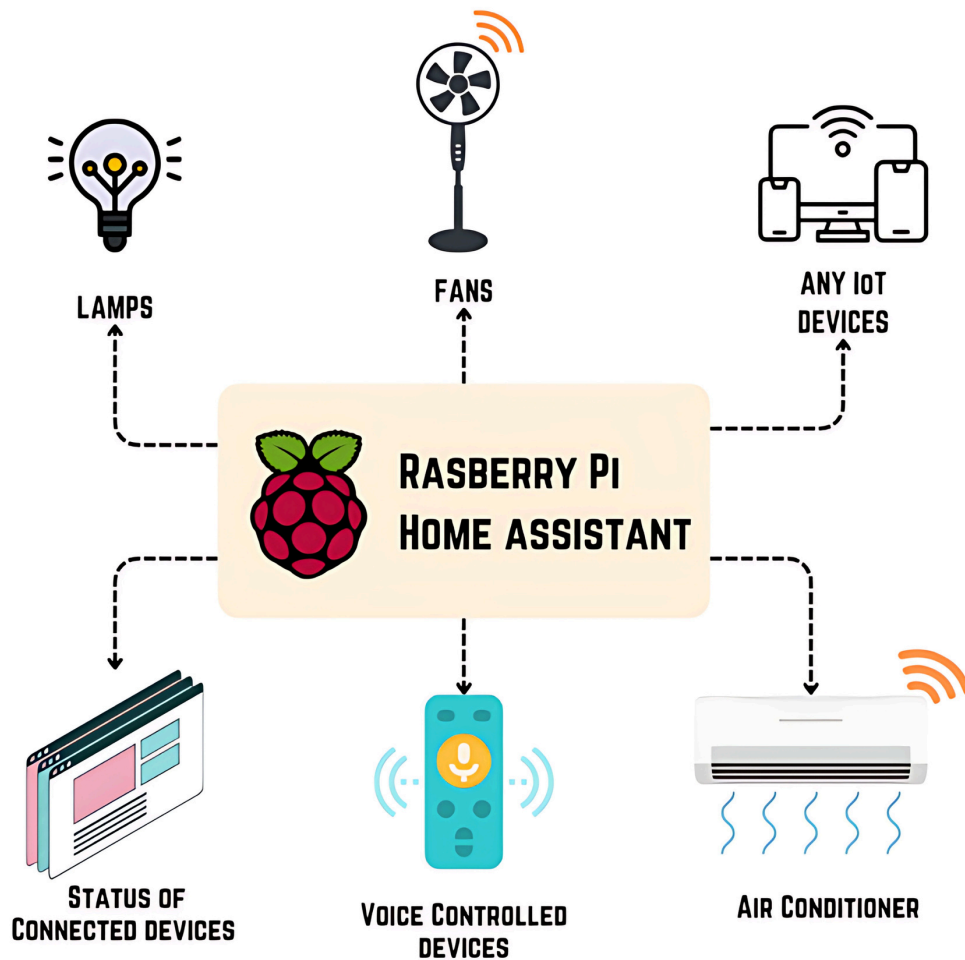 FANS
LAMPS
ANY IoT
DEVICES
RASBERRY PI
HOME ASSISTANT
STATUS OF
CONNECTED DEVICES
VOICE CONTROLLED
DEVICES
AIR CONDITIONER